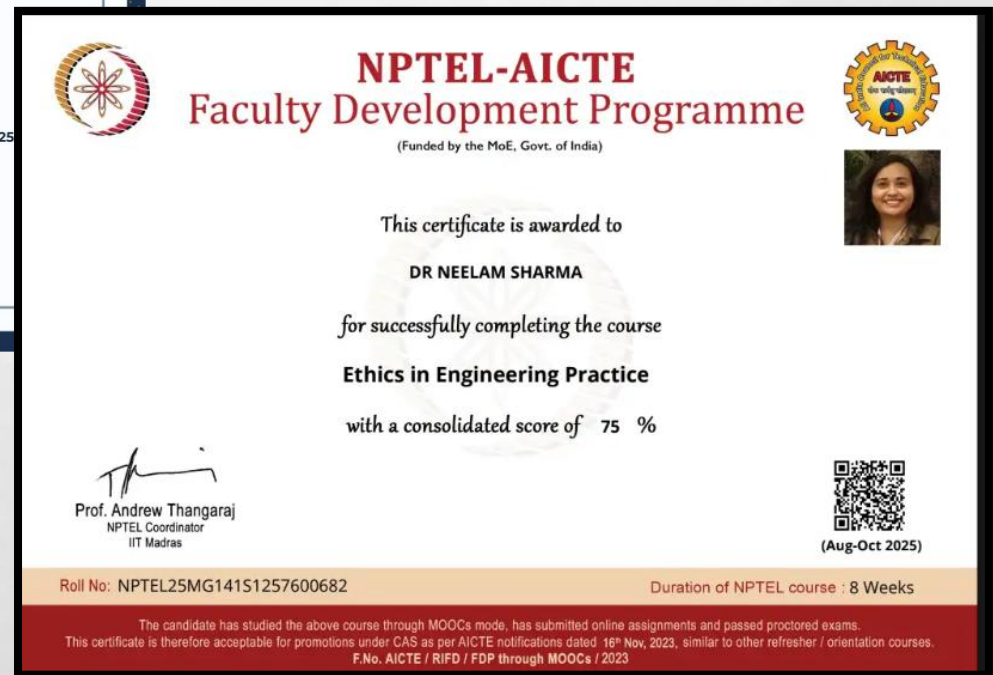 25
NPTEL-AICTE
Faculty Development Programme
(Funded by the MoE, Govt. of India)
AICTE
This certificate is awarded to
DR NEELAM SHARMA
for successfully completing the course
Ethics in Engineering Practice
with a consolidated score of 75 %
Prof. Andrew Thangaraj
NPTEL Coordinator
IIT Madras
(Aug-Oct 2025)
Roll No: NPTEL25MG141S1257600682
Duration of NPTEL course : 8 Weeks
The candidate has studied the above course through MOOCs mode, has submitted online assignments and passed proctored exams.
This certificate is therefore acceptable for promotions under CAS as per AICTE notifications dated 16th Nov, 2023, similar to other refresher / orientation courses.
F.No. AICTE / RIFD / FDP through MOOCs / 2023